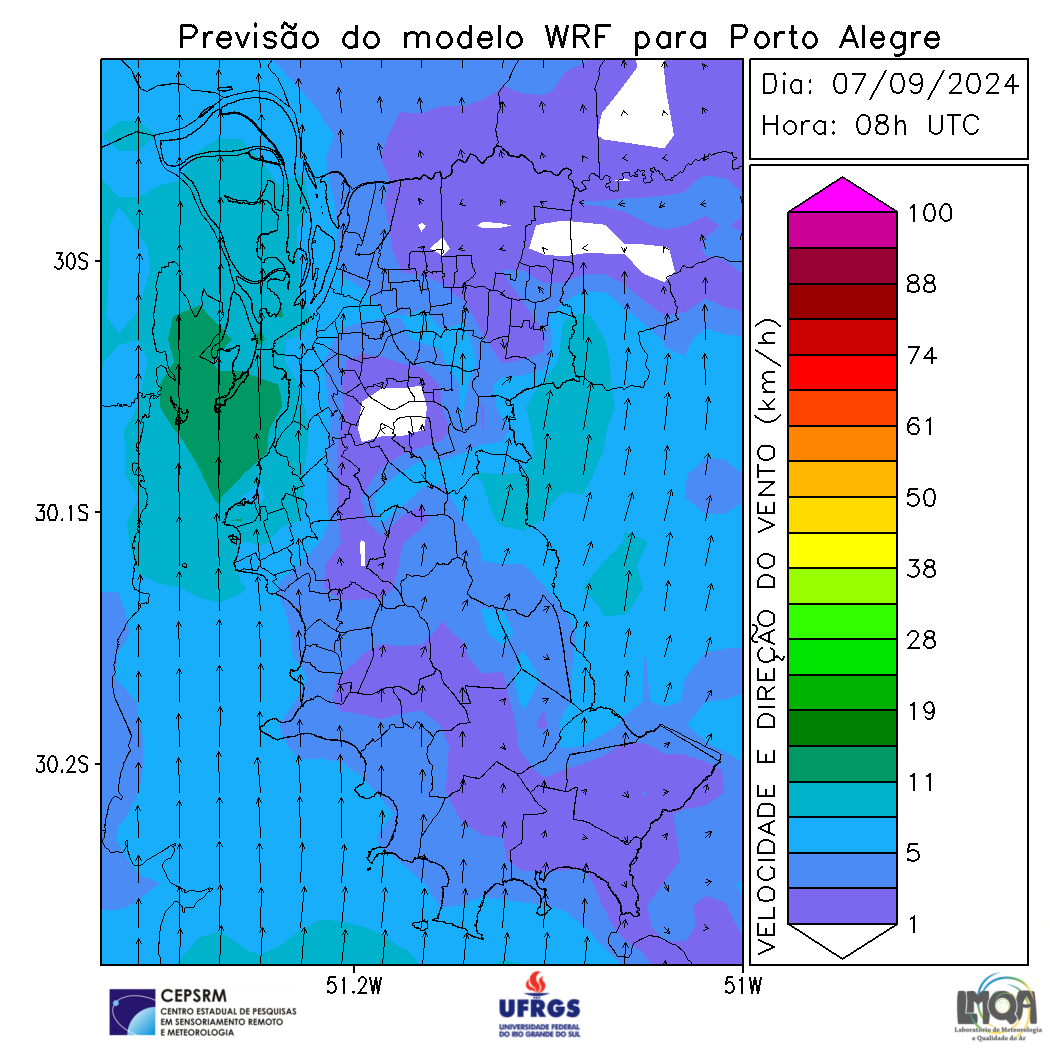 Previsão do modelo WRF para Porto Alegre
Dia: 07/09/2024
Hora: 08h UTC
100
88
74
61
50
38
28
19
11
5
1
VELOCIDADE E DIREÇÃO DO VENTO (km/h)
30S
30.1S
30.2S
51.2W
51W
CEPSRM
CENTRO ESTADUAL DE PESQUISAS
EM SENSORIAMENTO REMOTO
E METEOROLOGIA
UFRGS
UNIVERSIDADE FEDERAL
DO RIO GRANDE DO SUL
LMQA
Laboratório de Meteorologia
e Qualidade do Ar